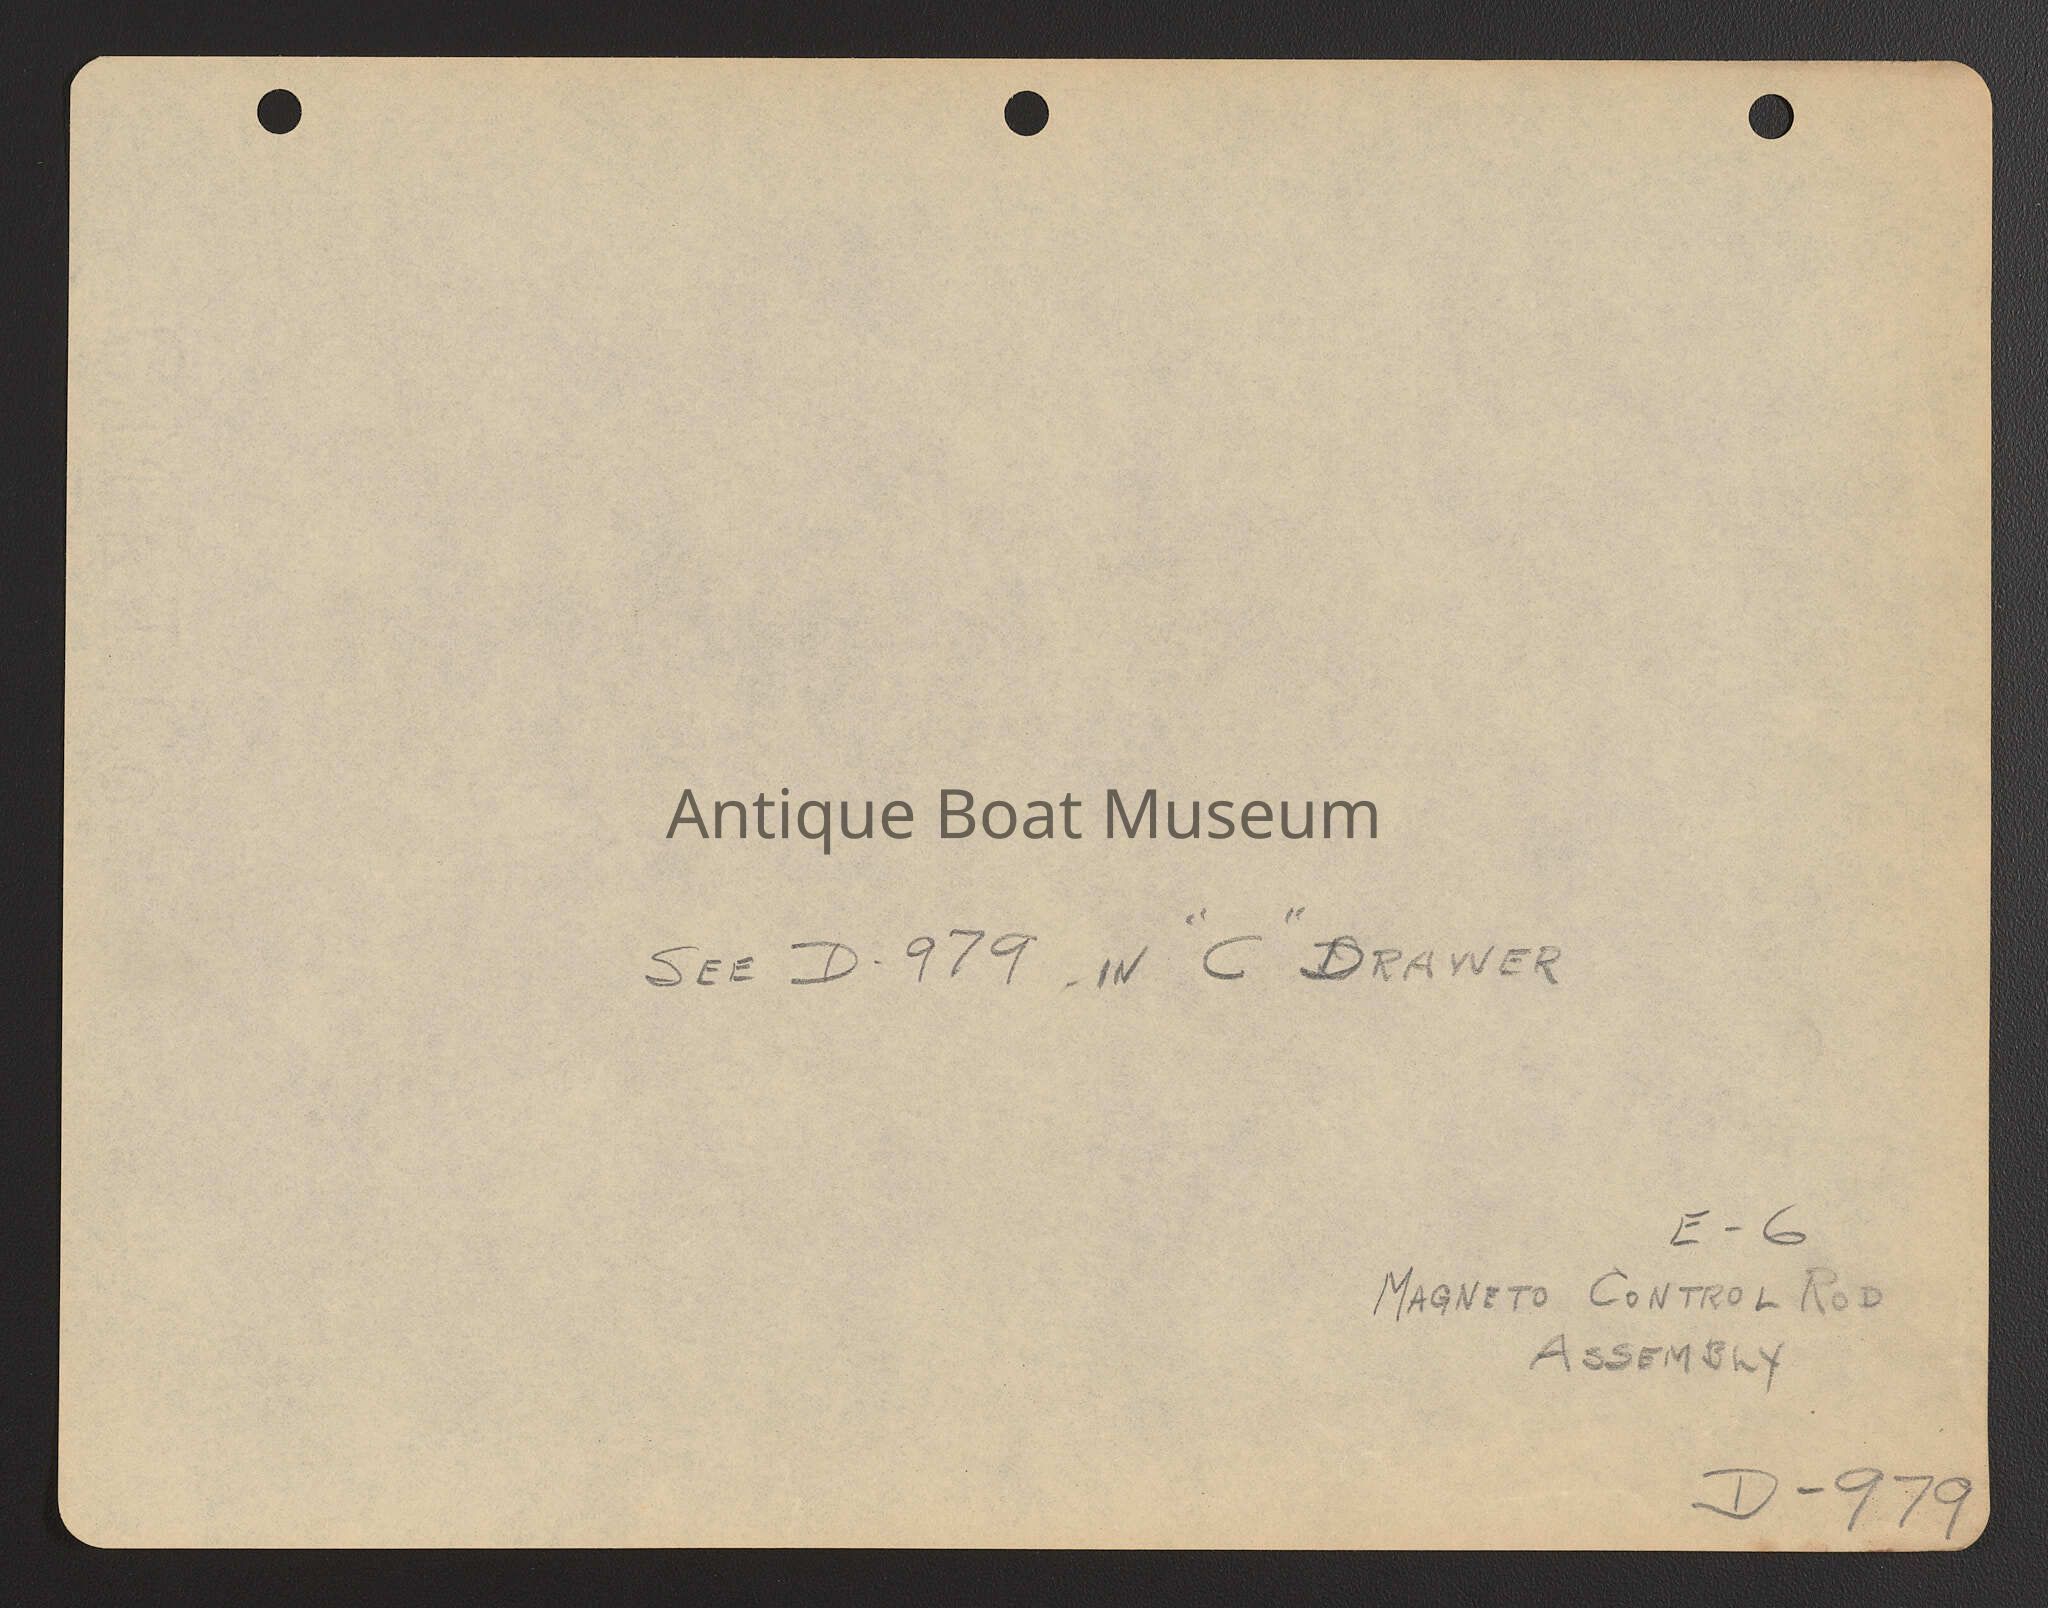 Antique Boat Museum
SEE D-979 IN "C" DRAWER
E-6
MAGNETO CONTROL ROD
ASSEMBLY
D-979